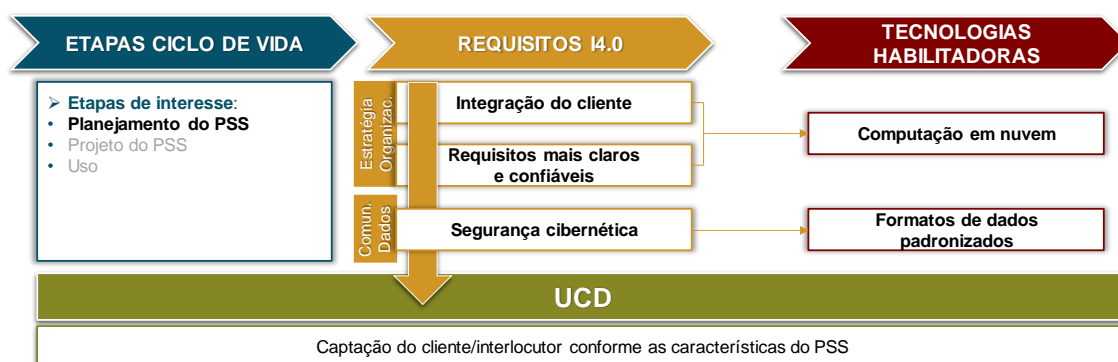 ETAPAS CICLO DE VIDA
REQUISITOS I4.0
TECNOLOGIAS
HABILITADORAS
➢ Etapas de interesse:
• Planejamento do PSS
• Projeto do PSS
• Uso
Estratégia
Organizac.
Integração do cliente
Requisitos mais claros
e confiáveis
Computação em nuvem
Comun.
Dados
Segurança cibernética
Formatos de dados
padronizados
UCD
Captação do cliente/interlocutor conforme as características do PSS